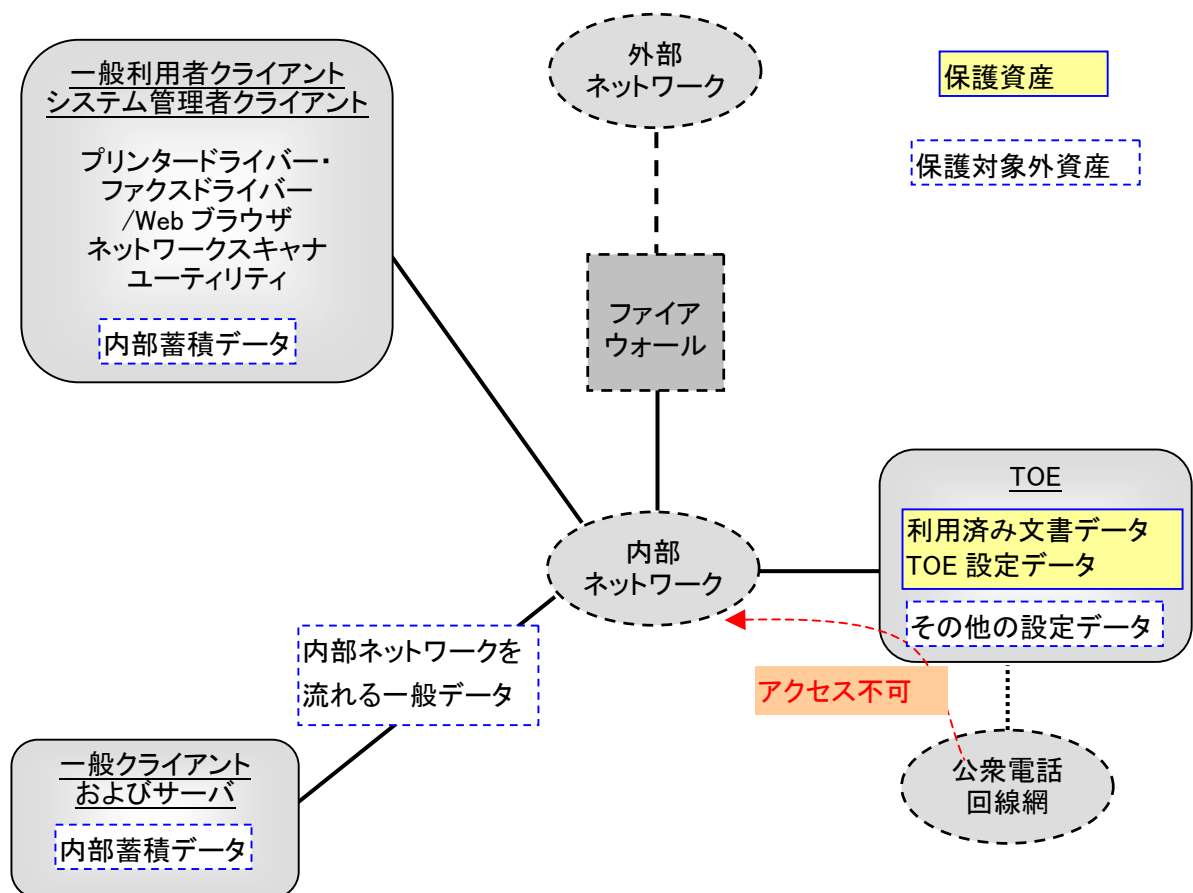 一般利用者クライアント
システム管理者クライアント
プリンタードライバー・
ファクスドライバー
/Web ブラウザ
ネットワークスキャナ
ユーティリティ
内部蓄積データ
外部
ネットワーク
保護資産
保護対象外資産
ファイア
ウォール
内部
ネットワーク
TOE
利用済み文書データ
TOE 設定データ
その他の設定データ
内部ネットワークを
流れる一般データ
アクセス不可
公衆電話
回線網
一般クライアント
およびサーバ
内部蓄積データ